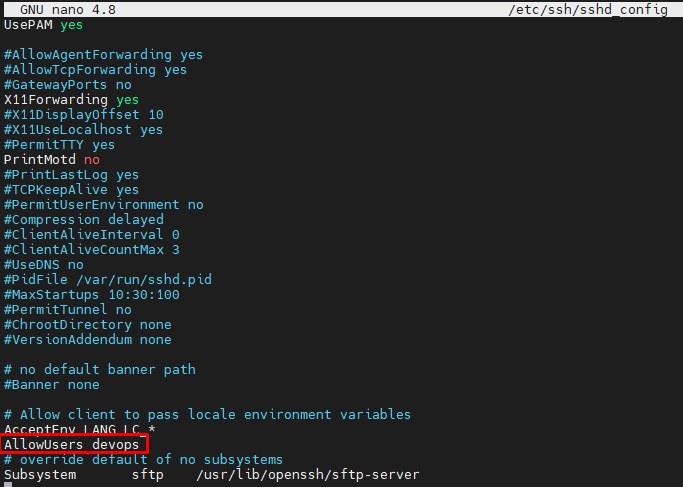 GNU nano 4.8 /etc/ssh/sshd_config
UsePAM yes
#AllowAgentForwarding yes
#AllowTcpForwarding yes
#GatewayPorts no
X11Forwarding yes
#X11DisplayOffset 10
#X11UseLocalhost yes
#PermitTTY yes
PrintMotd no
#PrintLastLog yes
#TCPKeepAlive yes
#PermitUserEnvironment no
#Compression delayed
#ClientAliveInterval 0
#ClientAliveCountMax 3
#UseDNS no
#PidFile /var/run/sshd.pid
#MaxStartups 10:30:100
#PermitTunnel no
#ChrootDirectory none
#VersionAddendum none
# no default banner path
#Banner none
# Allow client to pass locale environment variables
AcceptEnv LANG LC_*
AllowUsers devops
# override default of no subsystems
Subsystem sftp /usr/lib/openssh/sftp-server